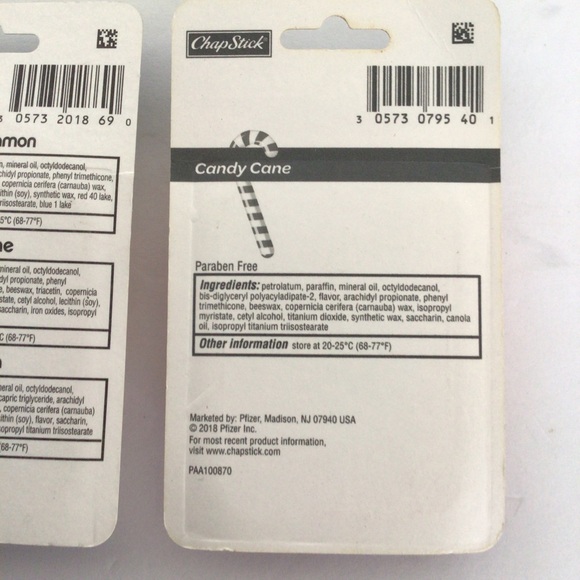 3 0573 2018 69 0
mon
, mineral oil, octyldodecanol,
chidyl propionate, phenyl trimethicone,
copernicia cerifera (carnauba) wax,
ithin (soy), synthetic wax, red 40 lake,
triisostearate, blue 1 lake
5°C (68-77°F)
ne
mineral oil, octyldodecanol,
dyl propionate, phenyl
e, beeswax, triacetin, copernicia
state, cetyl alcohol, lecithin (soy),
saccharin, iron oxides, isopropyl
C (68-77°F)
eral oil, octyldodecanol,
capric triglyceride, arachidyl
, copernicia cerifera (carnauba)
ithin (soy), flavor, saccharin,
opropyl titanium triisostearate
(68-77°F)
ChapStick®
3 0573 0795 40 1
Candy Cane
Paraben Free
Ingredients: petrolatum, paraffin, mineral oil, octyldodecanol,
bis-diglyceryl polyacyladipate-2, flavor, arachidyl propionate, phenyl
trimethicone, beeswax, copernicia cerifera (carnauba) wax, isopropyl
myristate, cetyl alcohol, titanium dioxide, synthetic wax, saccharin, canola
oil, isopropyl titanium triisostearate
Other information store at 20-25°C (68-77°F)
Marketed by: Pfizer, Madison, NJ 07940 USA
© 2018 Pfizer Inc.
For most recent product information,
visit www.chapstick.com
PAA100870